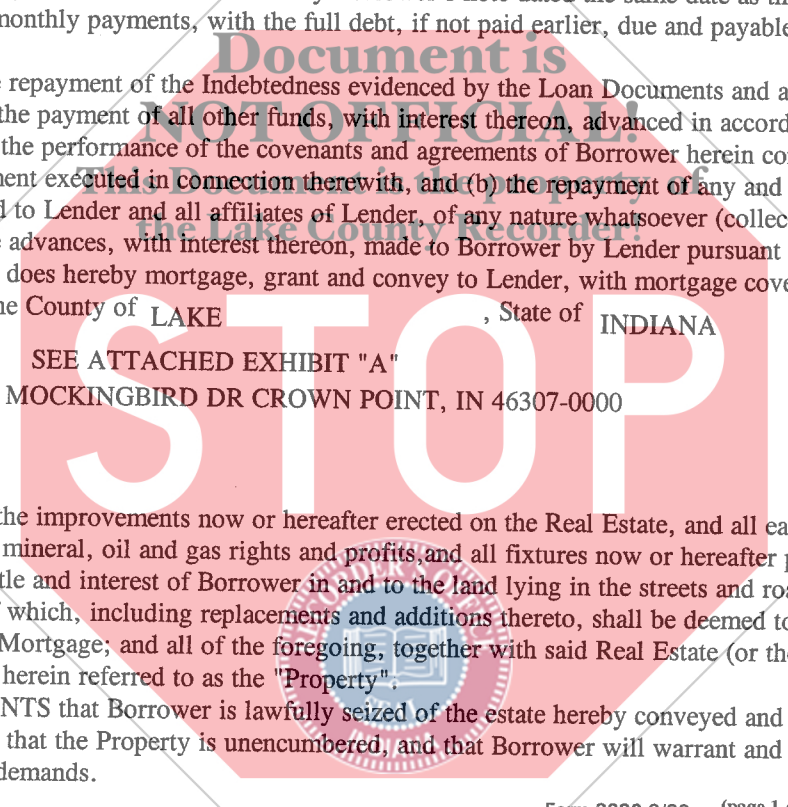 monthly payments, with the full debt, if not paid earlier, due and payable
Document is
repayment of the Indebtedness evidenced by the Loan Documents and a
the payment of all other funds, with interest thereon, advanced in accord
NOT OFFICIAL!
the performance of the covenants and agreements of Borrower herein co
ment executed in connection therewith, and (b) the repayment of any and
This Document is the property of
d to Lender and all affiliates of Lender, of any nature whatsoever (collec
the Lake County Recorder!
advances, with interest thereon, made to Borrower by Lender pursuant
does hereby mortgage, grant and convey to Lender, with mortgage cove
ne County of LAKE , State of INDIANA
SEE ATTACHED EXHIBIT "A"
MOCKINGBIRD DR CROWN POINT, IN 46307-0000
STOP
the improvements now or hereafter erected on the Real Estate, and all ea
mineral, oil and gas rights and profits, and all fixtures now or hereafter p
tle and interest of Borrower in and to the land lying in the streets and roa
f which, including replacements and additions thereto, shall be deemed to
Mortgage; and all of the foregoing, together with said Real Estate (or the
herein referred to as the "Property".
NTS that Borrower is lawfully seized of the estate hereby conveyed and
that the Property is unencumbered, and that Borrower will warrant and
demands.